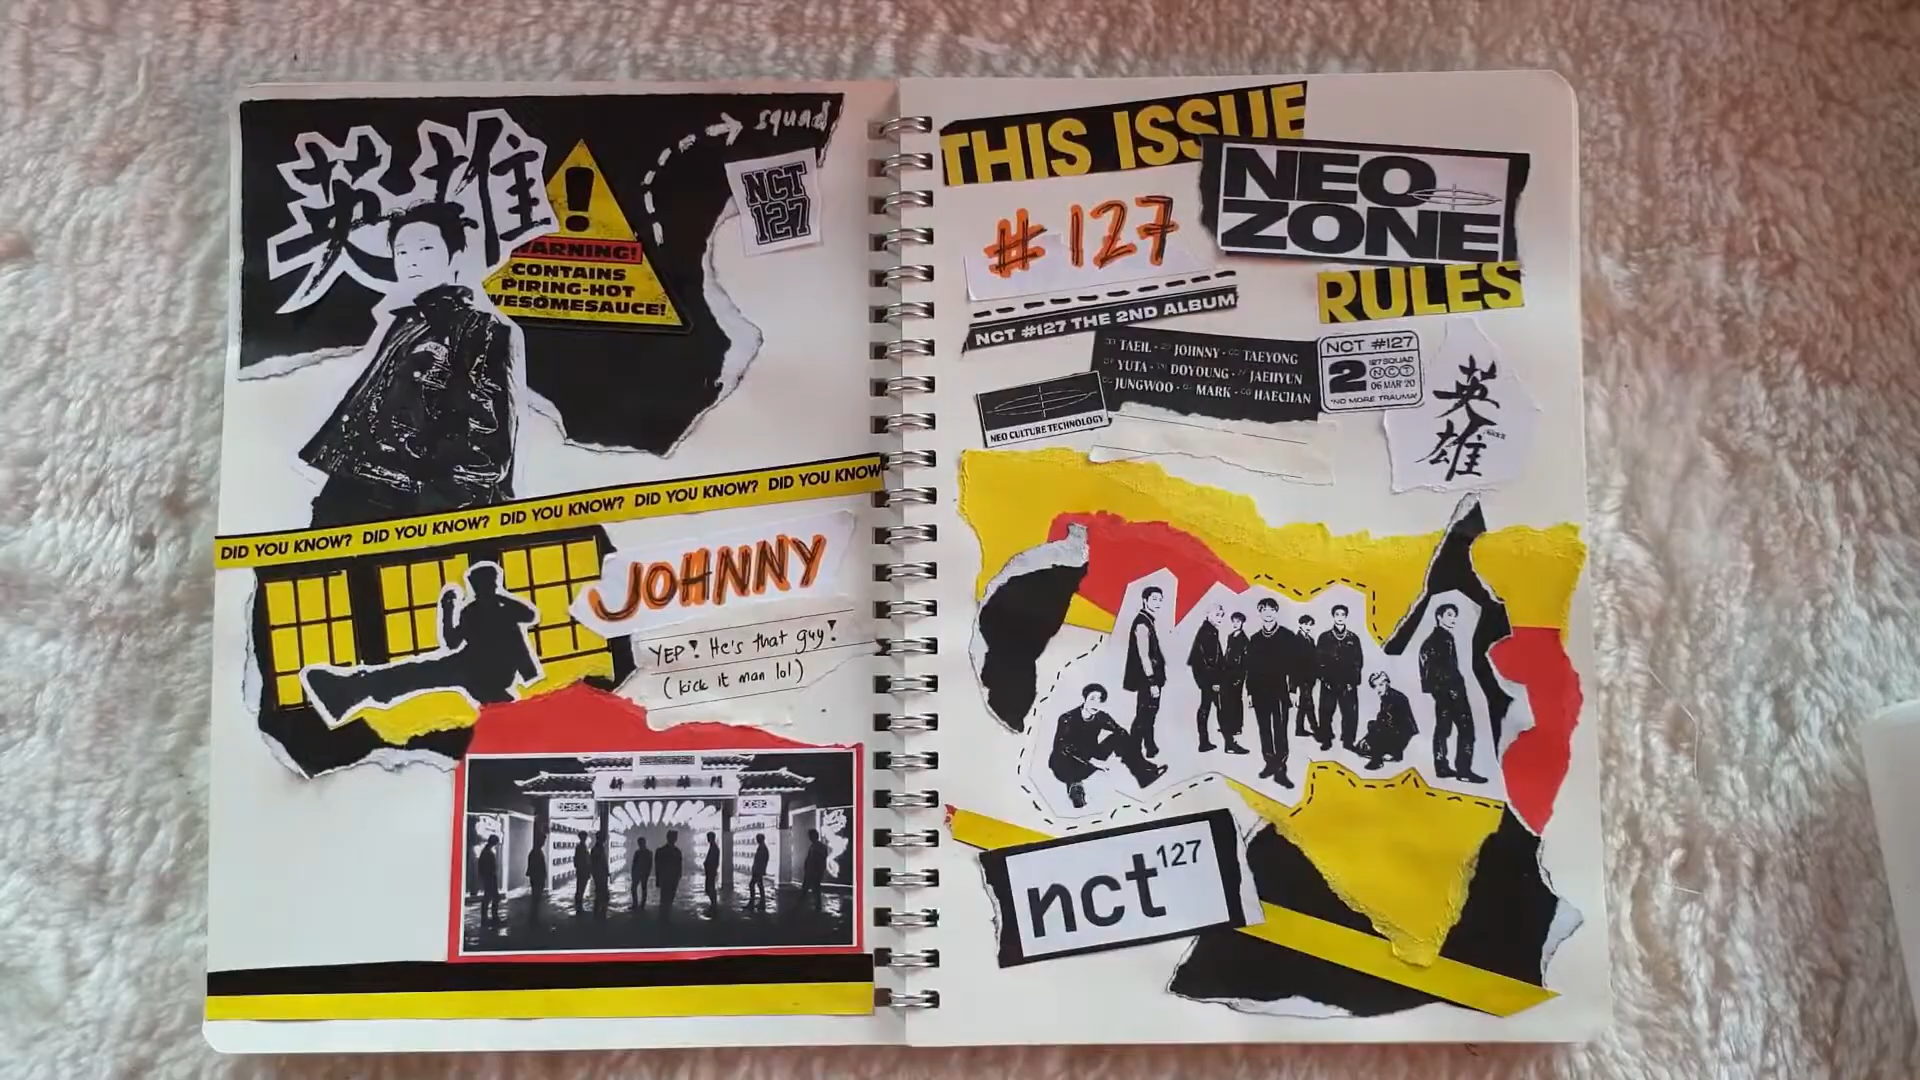 英雄
squad
NCT
127
!
WARNING!
CONTAINS
PIRING-HOT
WESOMESAUCE!
DID YOU KNOW? DID YOU KNOW? DID YOU KNOW? DID YOU KNOW? DID YOU KNOW
JOHNNY
YEP! He's that guy!
(kick it man lol)
THIS ISSUE
NEO
ZONE
#127
RULES
NCT #127 THE 2ND ALBUM
TAEIL - JOHNNY - TAEYONG
YUTA - DOYOUNG - JAEHYUN
JUNGWOO - MARK - HAECHAN
NEO CULTURE TECHNOLOGY
NCT #127
2
127 SQUAD
NCT
06 MAR '20
"NO MORE TRAUMA"
英
雄
nct127